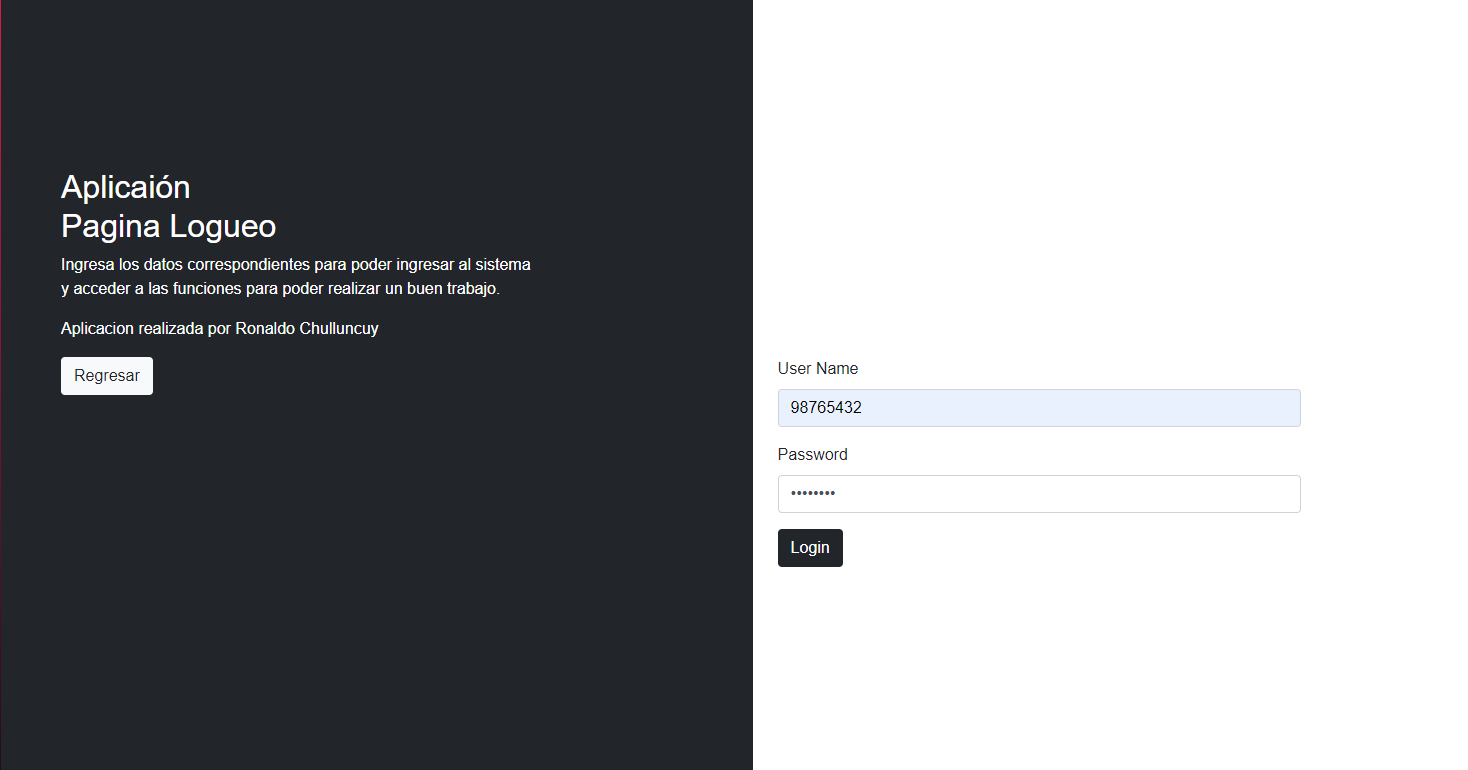 Aplicaión
Pagina Logueo
Ingresa los datos correspondientes para poder ingresar al sistema
y acceder a las funciones para poder realizar un buen trabajo.
Aplicacion realizada por Ronaldo Chulluncuy
Regresar
User Name
98765432
Password
••••••••
Login